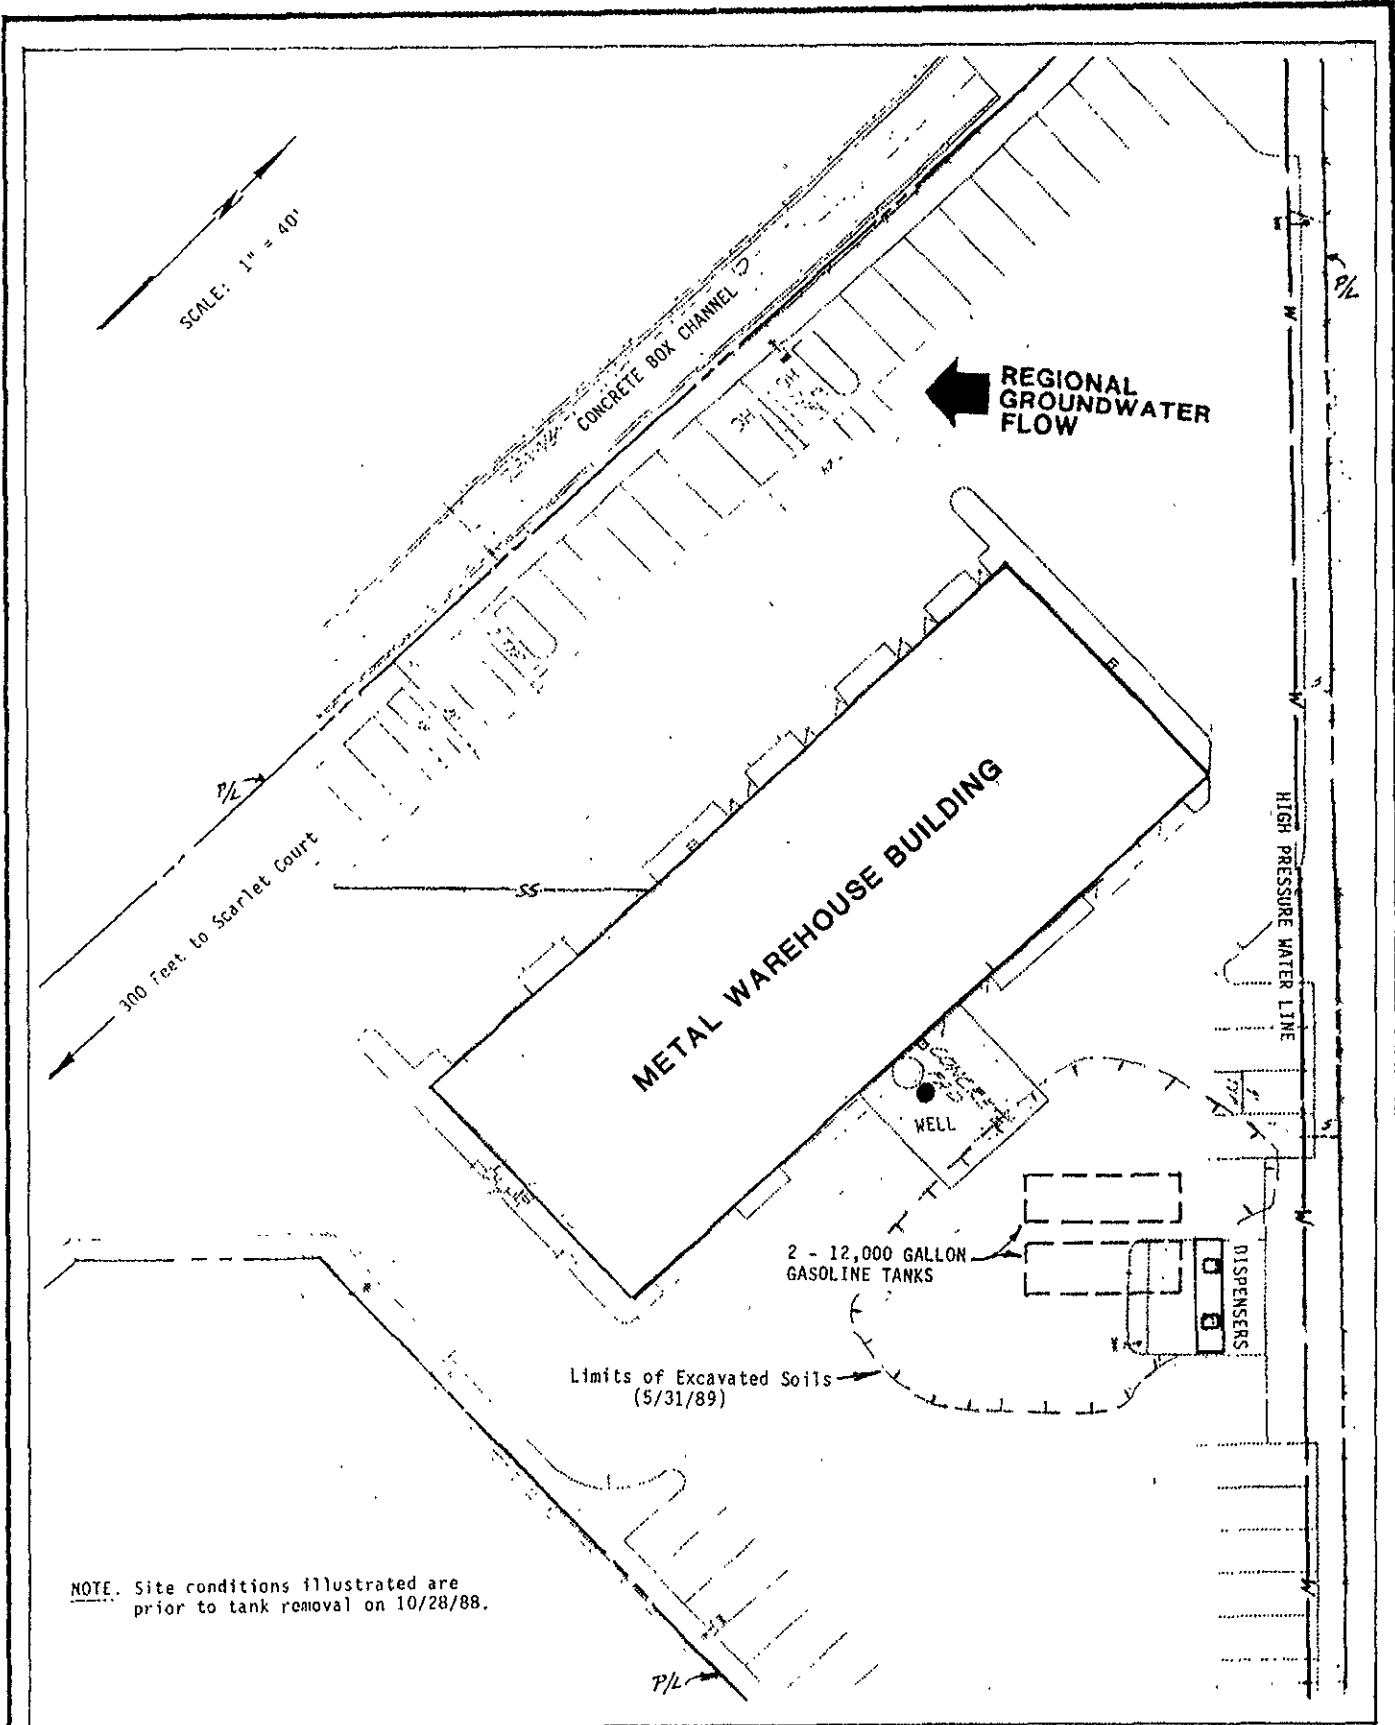 SCALE: 1" = 40'
CONCRETE BOX CHANNEL
P/L
W
REGIONAL
GROUNDWATER
FLOW
HC
HC
W
P/L
300 Feet to Scarlet Court
SS
METAL WAREHOUSE BUILDING
HIGH PRESSURE WATER LINE
WELL
W
2 - 12,000 GALLON
GASOLINE TANKS
DISPENSERS
Limits of Excavated Soils
(5/31/89)
NOTE. Site conditions illustrated are
prior to tank removal on 10/28/88.
W
P/L